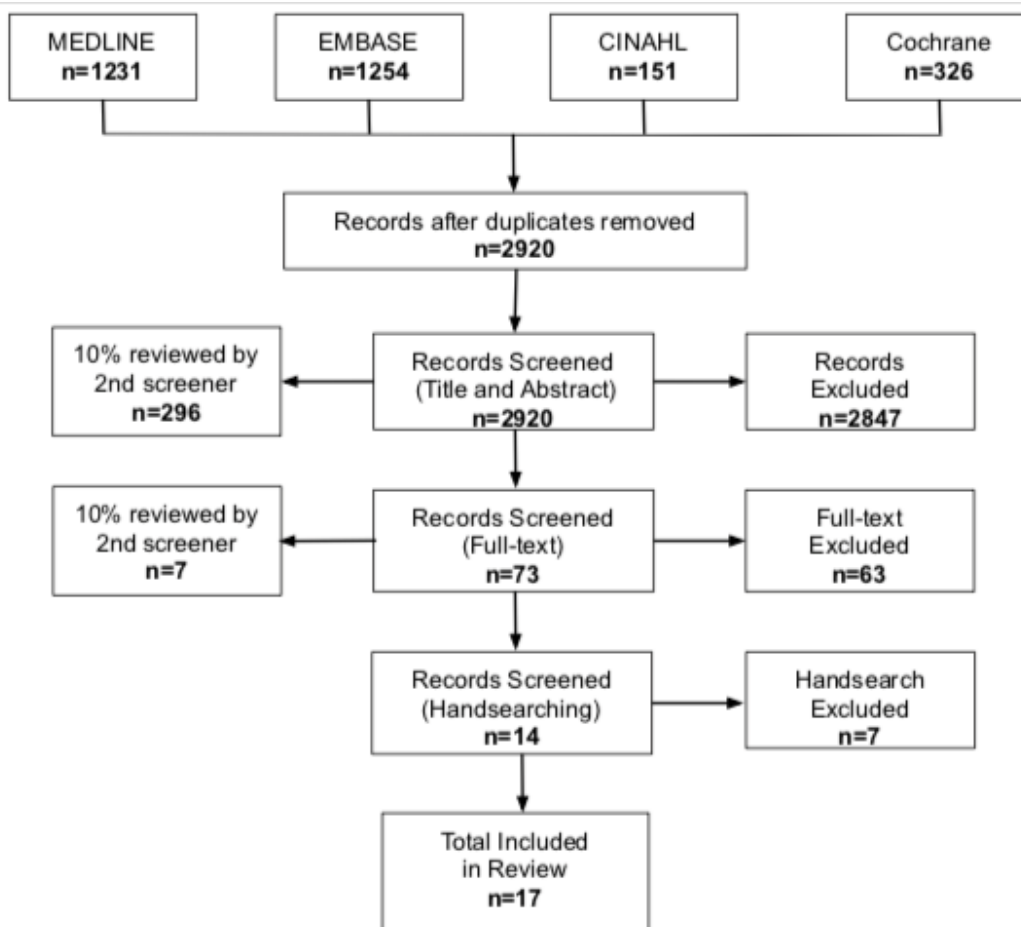 MEDLINE
n=1231
EMBASE
n=1254
CINAHL
n=151
Cochrane
n=326
Records after duplicates removed
n=2920
10% reviewed by
2nd screener
n=296
Records Screened
(Title and Abstract)
n=2920
Records
Excluded
n=2847
10% reviewed by
2nd screener
n=7
Records Screened
(Full-text)
n=73
Full-text
Excluded
n=63
Records Screened
(Handsearching)
n=14
Handsearch
Excluded
n=7
Total Included
in Review
n=17